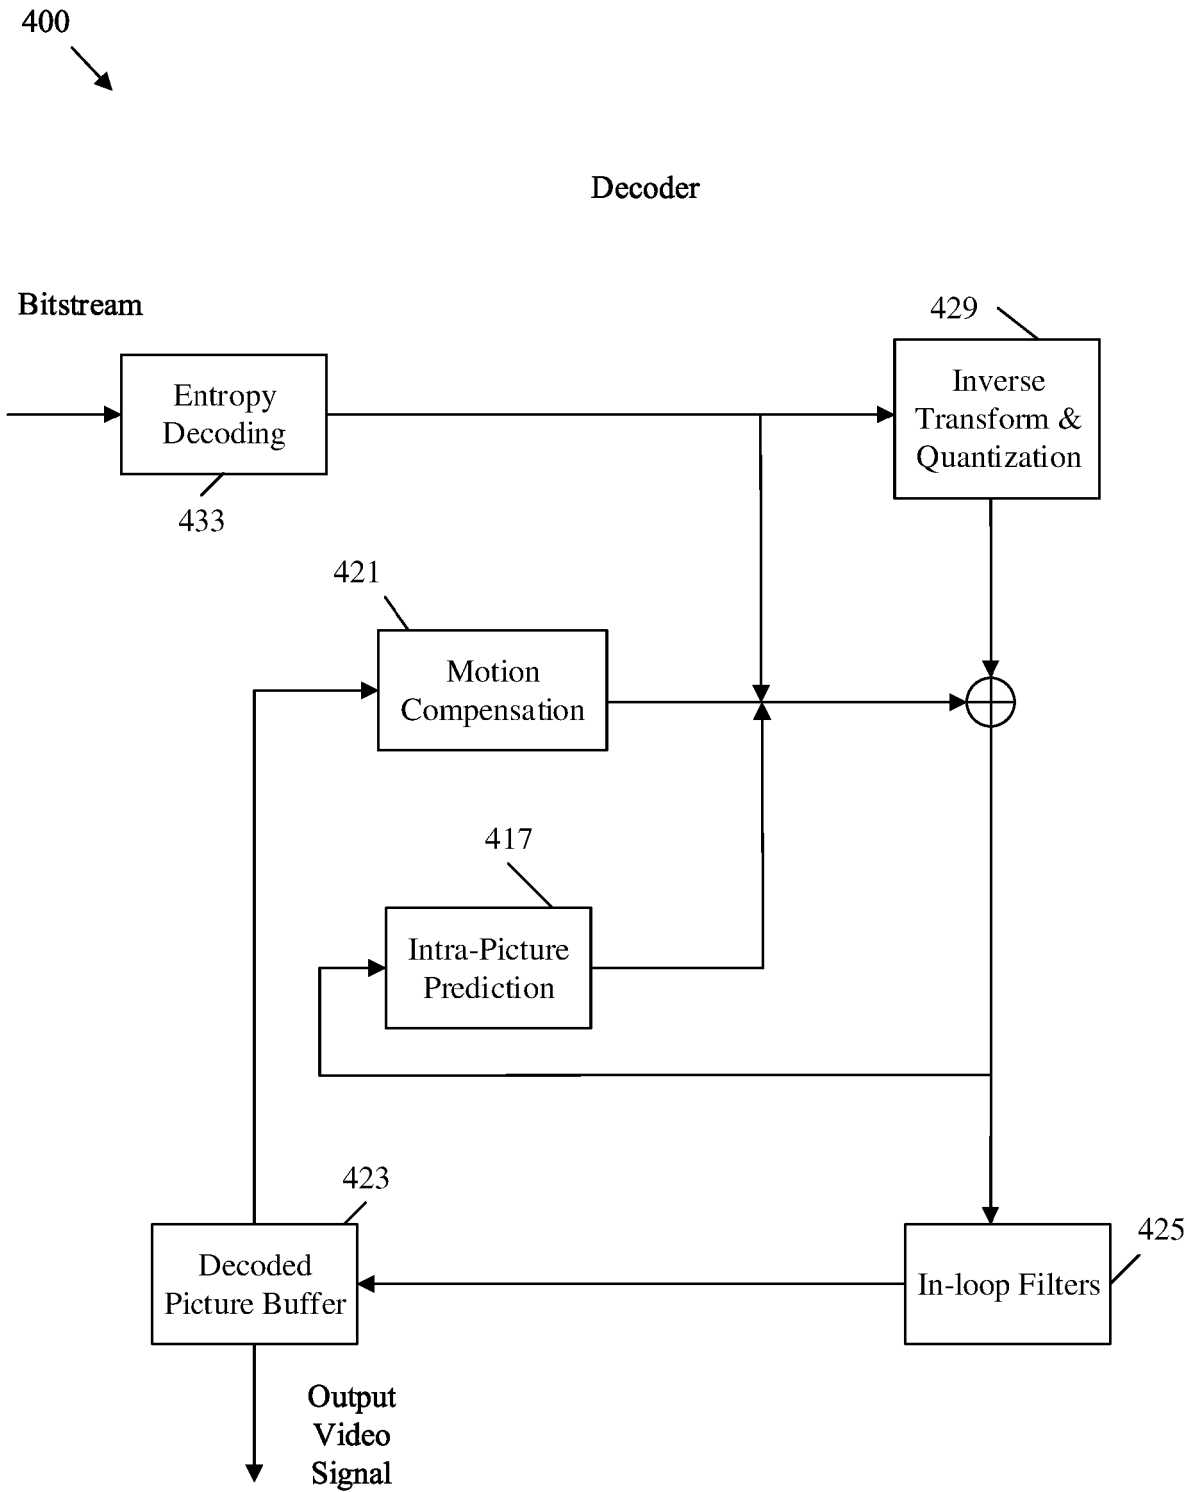 400
Decoder
Bitstream
429
Entropy
Decoding
433
Inverse
Transform &
Quantization
421
Motion
Compensation
417
Intra-Picture
Prediction
423
Decoded
Picture Buffer
425
In-loop Filters
Output
Video
Signal